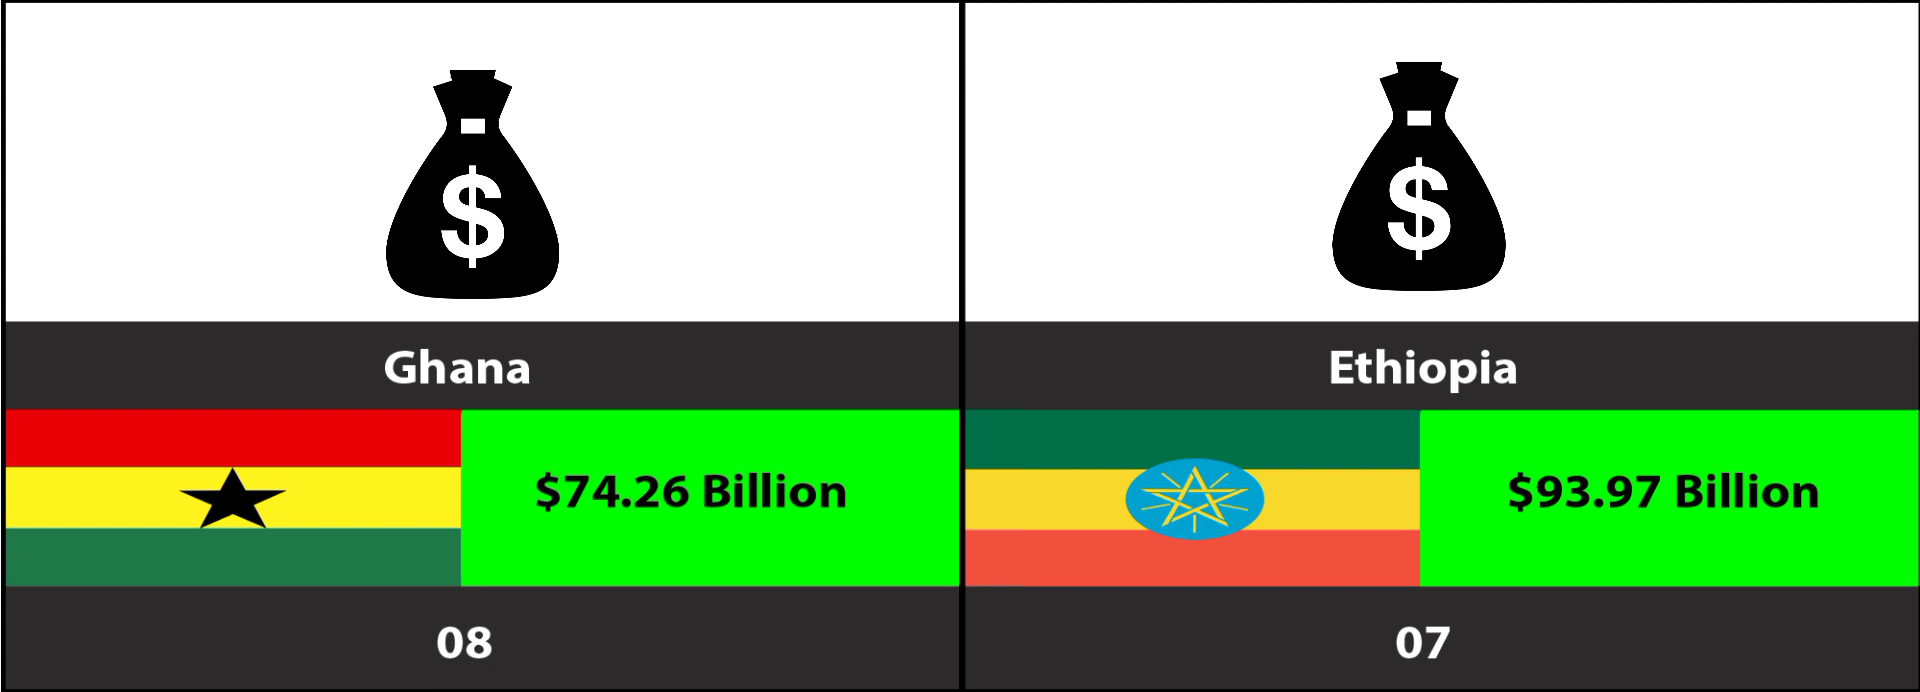 $
$
Ghana
Ethiopia
$74.26 Billion
$93.97 Billion
08
07